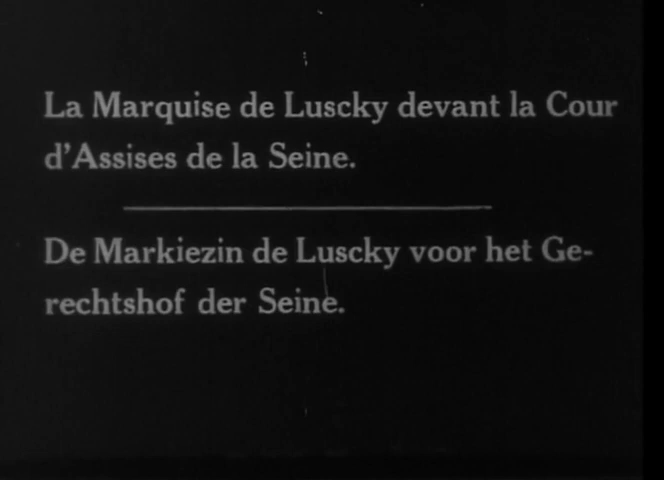 La Marquise de Luscky devant la Cour
d'Assises de la Seine.
De Markiezin de Luscky voor het Ge-
rechtshof der Seine.